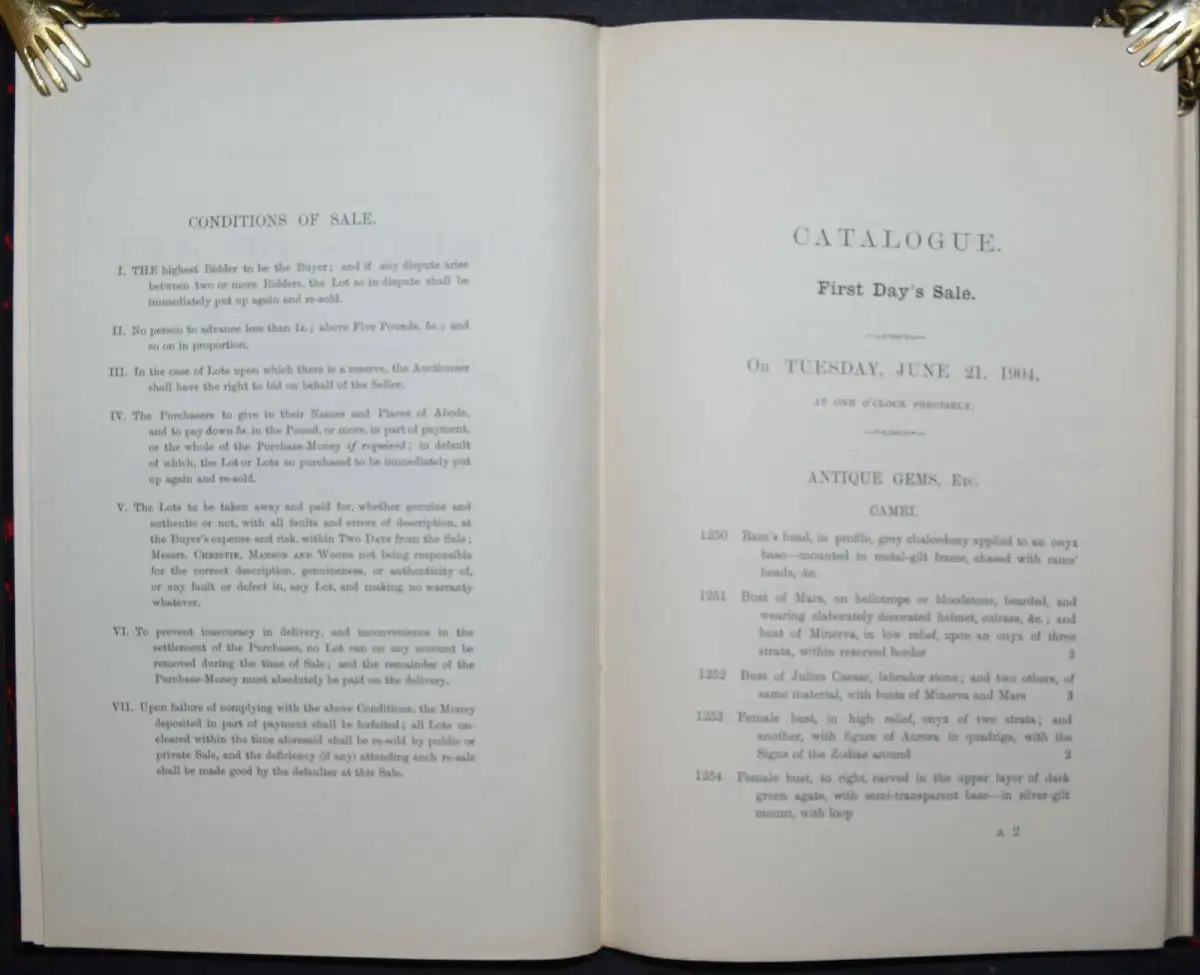 CONDITIONS OF SALE.
I. THE highest Bidder to be the Buyer; and if any dispute arise
between two or more Bidders, the Lot so in dispute shall be
immediately put up again and re-sold.
II. No person to advance less than 1s.; above Five Pounds, 5s.; and
so on in proportion.
III. In the case of Lots upon which there is a reserve, the Auctioneer
shall have the right to bid on behalf of the Seller.
IV. The Purchasers to give in their Names and Places of Abode,
and to pay down 5s. in the Pound, or more, in part of payment,
or the whole of the Purchase-Money if required; in default
of which, the Lot or Lots so purchased to be immediately put
up again and re-sold.
V. The Lots to be taken away and paid for, whether genuine and
authentic or not, with all faults and errors of description, at
the Buyer's expense and risk, within Two Days from the Sale;
Messrs. Christie, Manson and Woods not being responsible
for the correct description, genuineness, or authenticity of,
or any fault or defect in, any Lot, and making no warranty
whatever.
VI. To prevent inaccuracy in delivery, and inconvenience in the
settlement of the Purchases, no Lot can on any account be
removed during the time of Sale; and the remainder of the
Purchase-Money must absolutely be paid on the delivery.
VII. Upon failure of complying with the above Conditions, the Money
deposited in part of payment shall be forfeited; all Lots un-
cleared within the time aforesaid shall be re-sold by public or
private Sale, and the deficiency (if any) attending such re-sale
shall be made good by the defaulter at this Sale.
CATALOGUE.
First Day's Sale.
On TUESDAY, JUNE 21, 1904,
AT ONE O'CLOCK PRECISELY.
ANTIQUE GEMS, Etc.
CAMEI.
1250 Ram's head, in profile, grey chalcedony applied to an onyx
base—mounted in metal-gilt frame, chased with rams'
heads, &c.
1251 Bust of Mars, on heliotrope or bloodstone, bearded, and
wearing elaborately decorated helmet, cuirass, &c.; and
bust of Minerva, in low relief, upon an onyx of three
strata, within reserved border 2
1252 Bust of Julius Caesar, labrador stone; and two others, of
same material, with busts of Minerva and Mars 3
1253 Female bust, in high relief, onyx of two strata; and
another, with figure of Aurora in quadriga, with the
Signs of the Zodiac around 2
1254 Female bust, to right, carved in the upper layer of dark
green agate, with semi-transparent base—in silver-gilt
mount, with loop
A 2